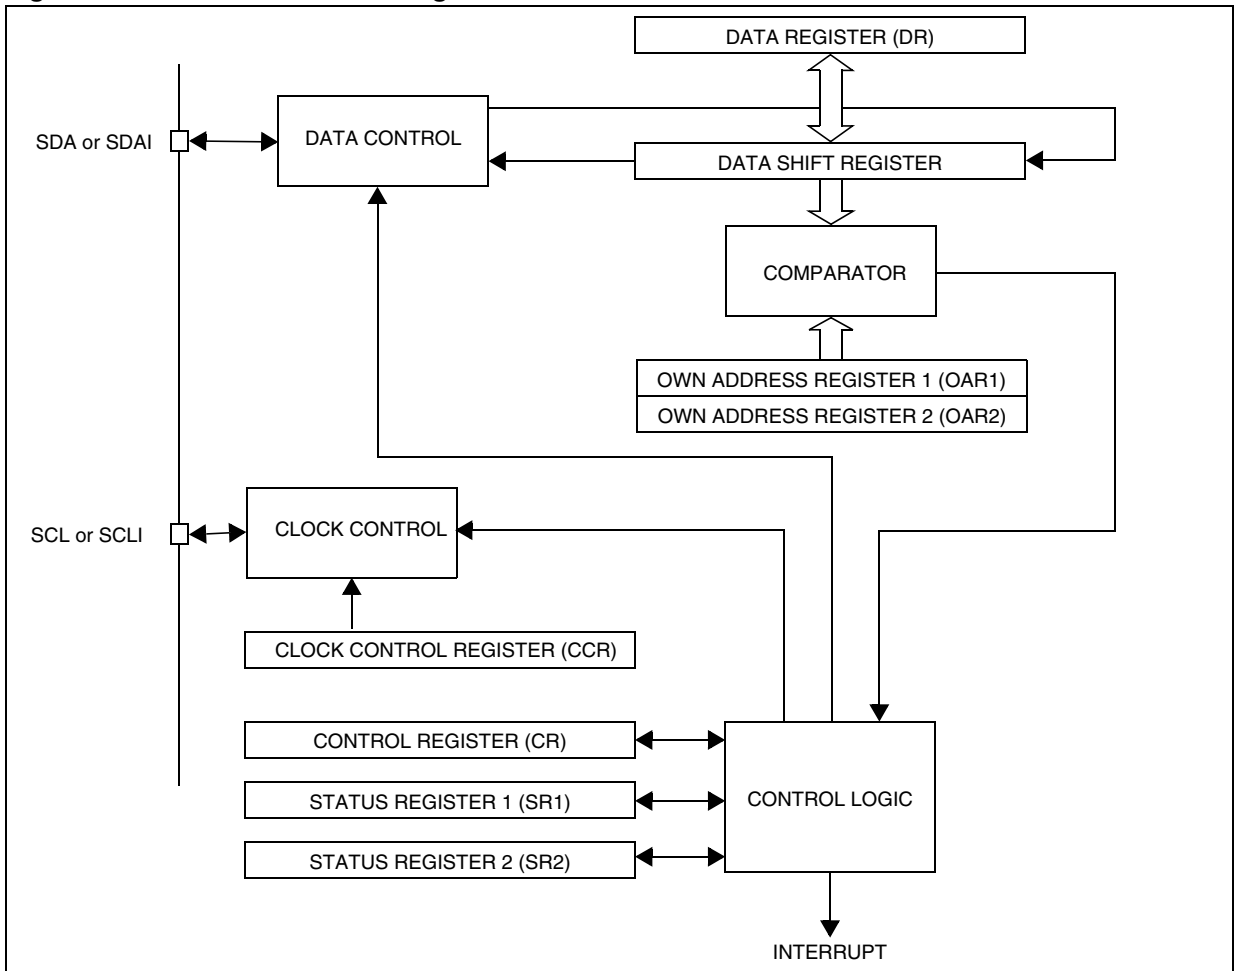 DATA REGISTER (DR)
SDA or SDAI
DATA CONTROL
DATA SHIFT REGISTER
COMPARATOR
OWN ADDRESS REGISTER 1 (OAR1)
OWN ADDRESS REGISTER 2 (OAR2)
SCL or SCLI
CLOCK CONTROL
CLOCK CONTROL REGISTER (CCR)
CONTROL REGISTER (CR)
STATUS REGISTER 1 (SR1)
CONTROL LOGIC
STATUS REGISTER 2 (SR2)
INTERRUPT